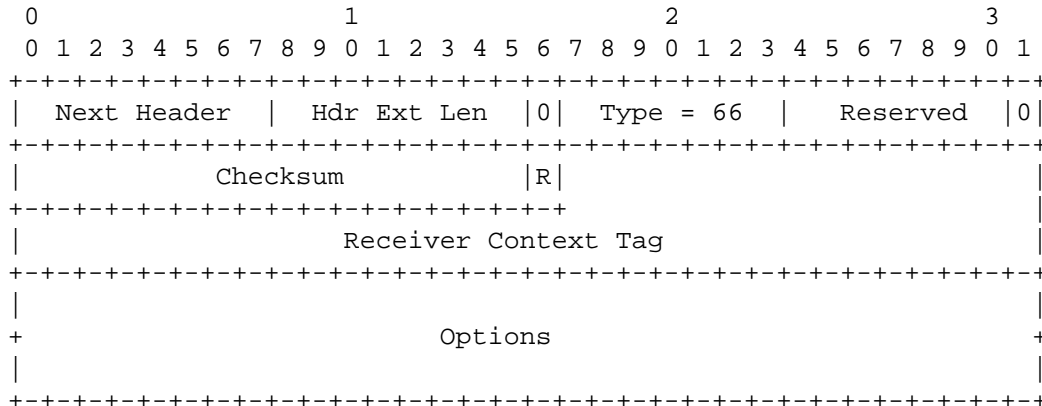 0                   1                   2                   3
 0 1 2 3 4 5 6 7 8 9 0 1 2 3 4 5 6 7 8 9 0 1 2 3 4 5 6 7 8 9 0 1
+-+-+-+-+-+-+-+-+-+-+-+-+-+-+-+-+-+-+-+-+-+-+-+-+-+-+-+-+-+-+-+-+
|  Next Header  |  Hdr Ext Len  |0|  Type = 66  |   Reserved  |0|
+-+-+-+-+-+-+-+-+-+-+-+-+-+-+-+-+-+-+-+-+-+-+-+-+-+-+-+-+-+-+-+-+
|            Checksum           |R|                             |
+-+-+-+-+-+-+-+-+-+-+-+-+-+-+-+-+-+                             |
|                    Receiver Context Tag                       |
+-+-+-+-+-+-+-+-+-+-+-+-+-+-+-+-+-+-+-+-+-+-+-+-+-+-+-+-+-+-+-+-+
|                                                               |
+                          Options                              +
|                                                               |
+-+-+-+-+-+-+-+-+-+-+-+-+-+-+-+-+-+-+-+-+-+-+-+-+-+-+-+-+-+-+-+-+